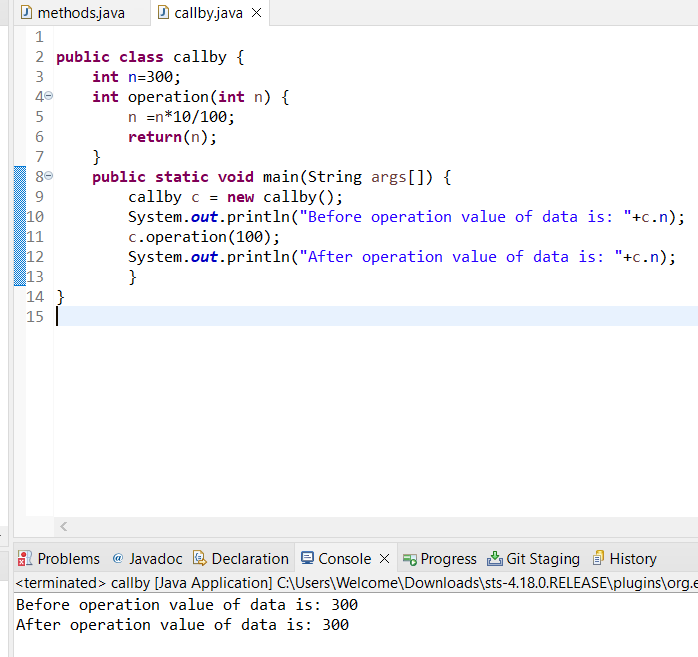 methods.java callby.java
1
2 public class callby {
3 int n=300;
4 int operation(int n) {
5 n =n*10/100;
6 return(n);
7 }
8 public static void main(String args[]) {
9 callby c = new callby();
10 System.out.println("Before operation value of data is: "+c.n);
11 c.operation(100);
12 System.out.println("After operation value of data is: "+c.n);
13 }
14 }
15
Problems @ Javadoc Declaration Console Progress Git Staging History
<terminated> callby [Java Application] C:\Users\Welcome\Downloads\sts-4.18.0.RELEASE\plugins\org.e
Before operation value of data is: 300
After operation value of data is: 300